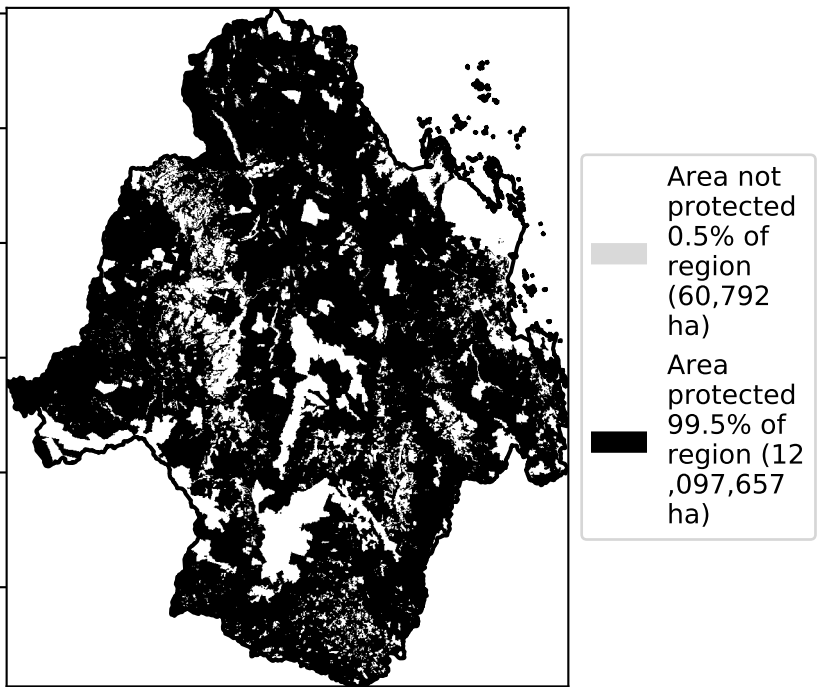 Area not
protected
0.5% of
region
(60,792
ha)
Area
protected
99.5% of
region (12
,097,657
ha)